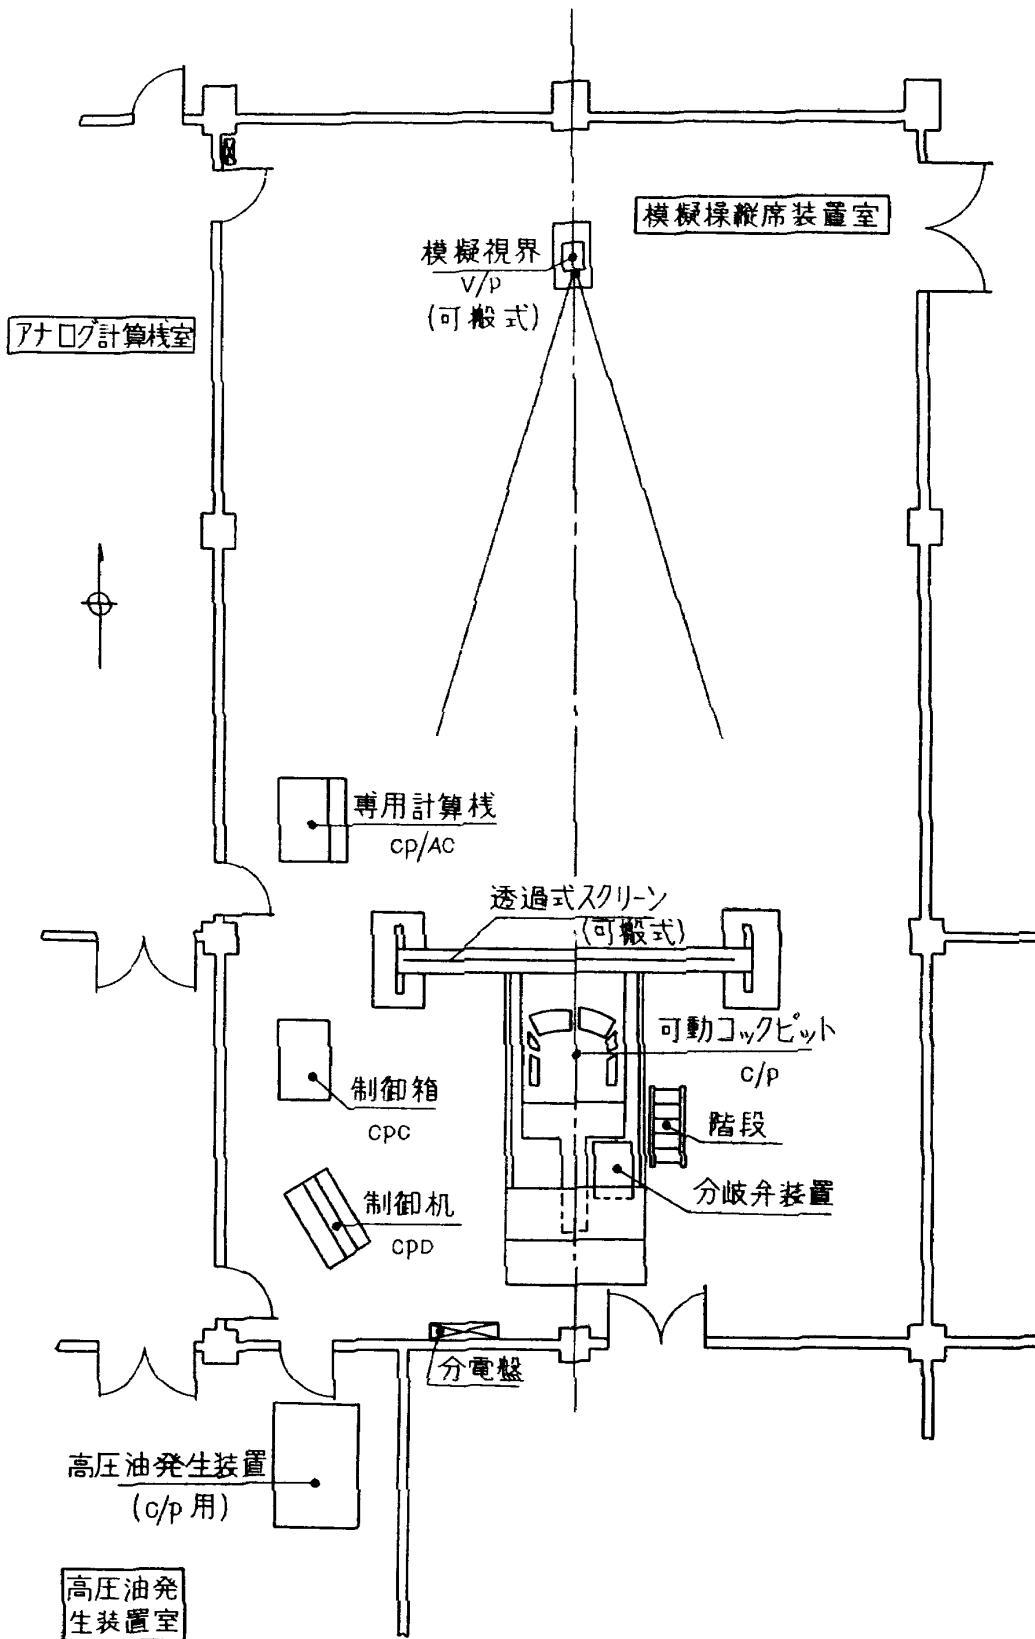 模擬操縦席装置室
模擬視界
V/P
(可搬式)
アナログ計算桟室
専用計算桟
CP/AC
透過式スクリーン
(可搬式)
可動コックピット
C/P
制御箱
CPC
階段
分岐弁装置
制御机
CPD
分電盤
高圧油発生装置
(C/P用)
高圧油発
生装置室